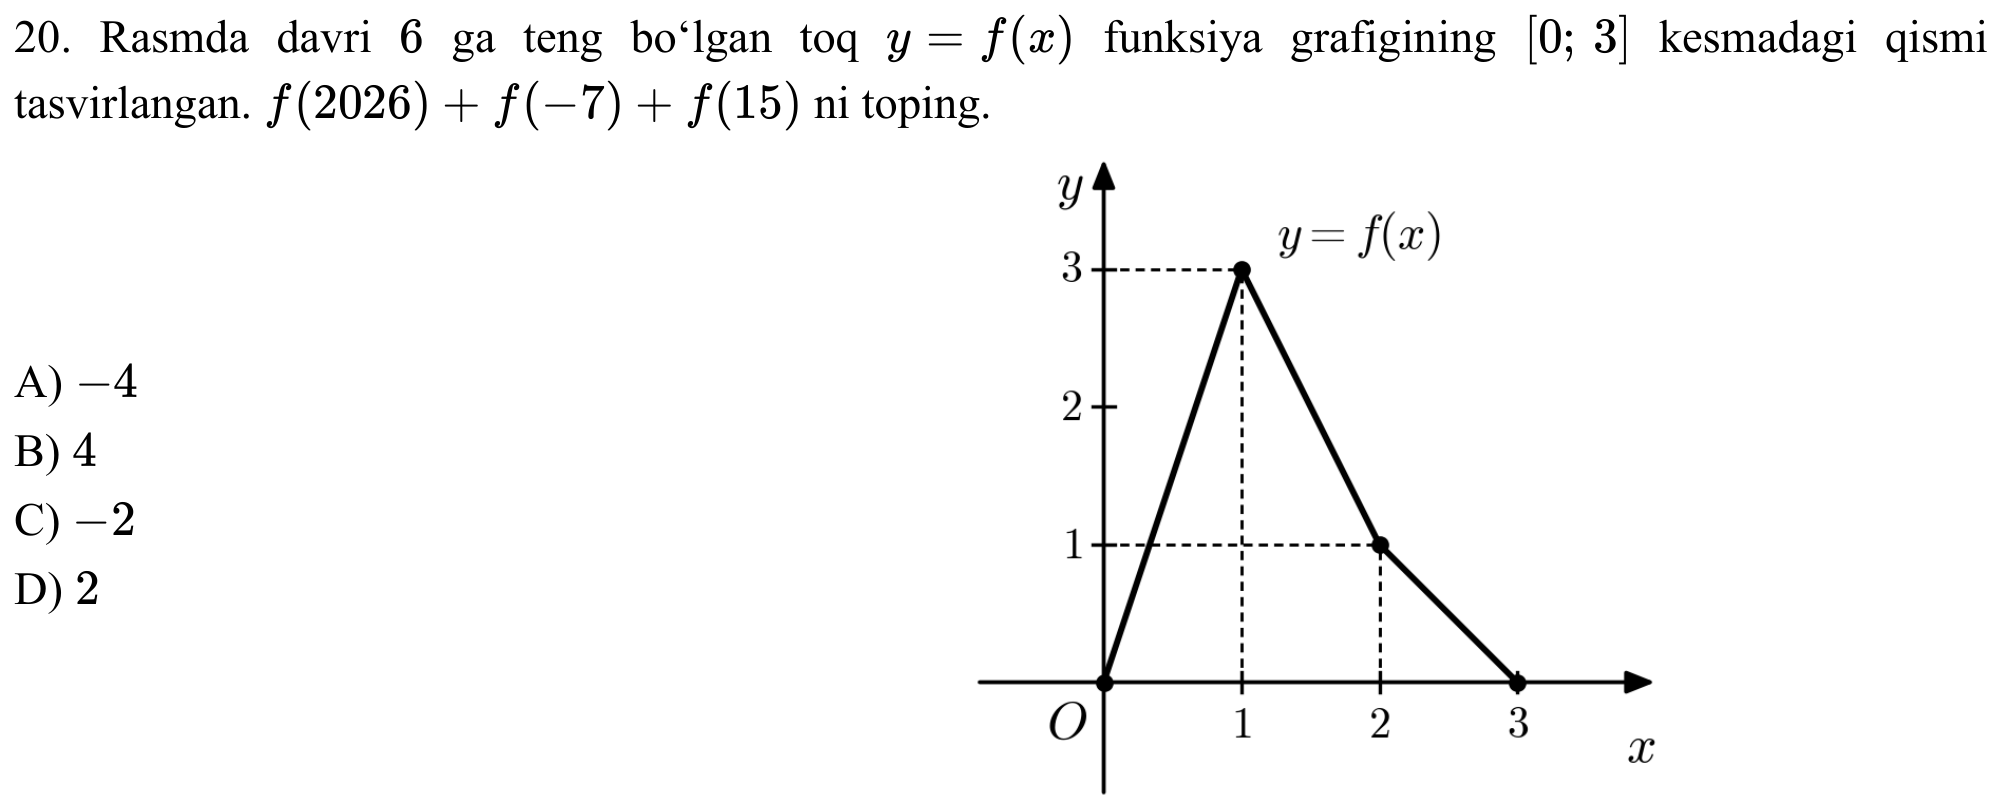 20. Rasmda davri 6 ga teng bo‘lgan toq y = f(x) funksiya grafigining [0; 3] kesmadagi qismi
tasvirlangan. f(2026) + f(−7) + f(15) ni toping.
A) −4
B) 4
C) −2
D) 2
y
y = f(x)
3
2
1
O
1
2
3
x